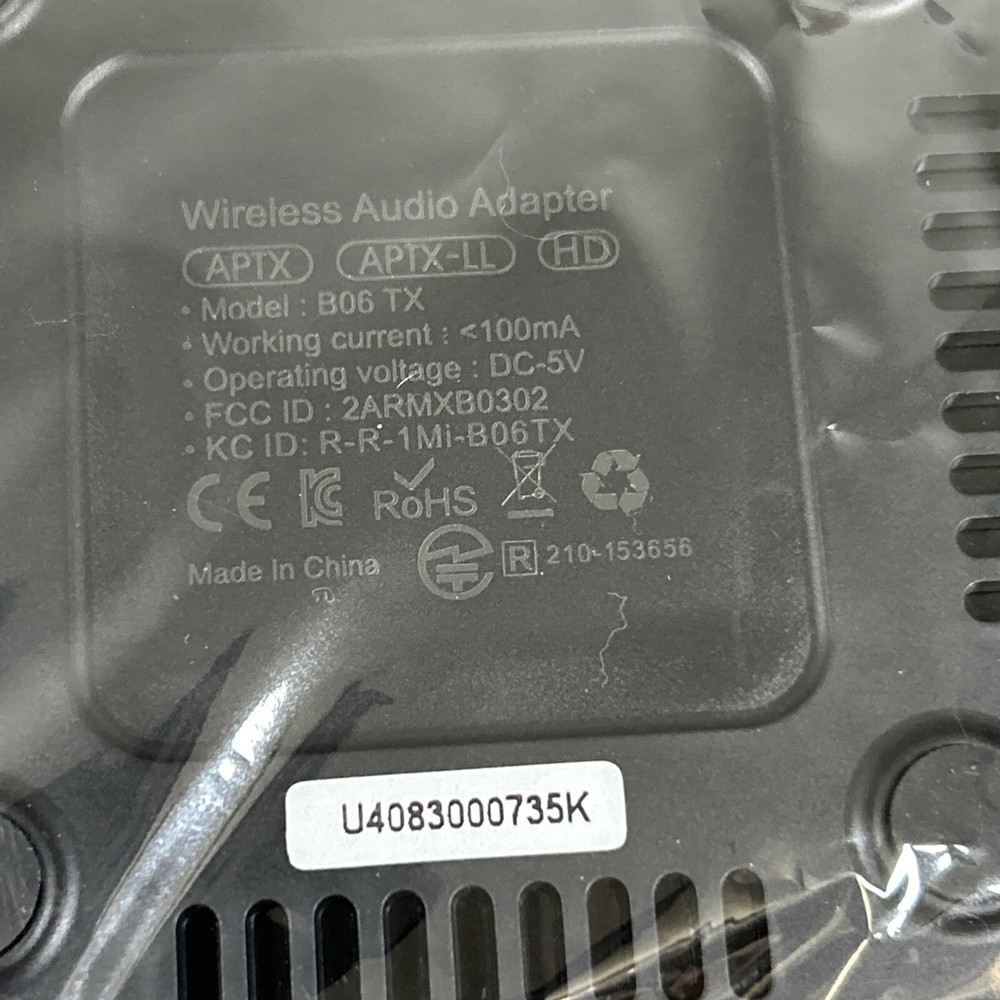 Wireless Audio Adapter
APTX APTX-LL HD
• Model : B06 TX
• Working current : <100mA
• Operating voltage : DC-5V
• FCC ID : 2ARMXB0302
• KC ID: R-R-1Mi-B06TX
CE KC RoHS
Made In China R 210-153656
U4083000735K